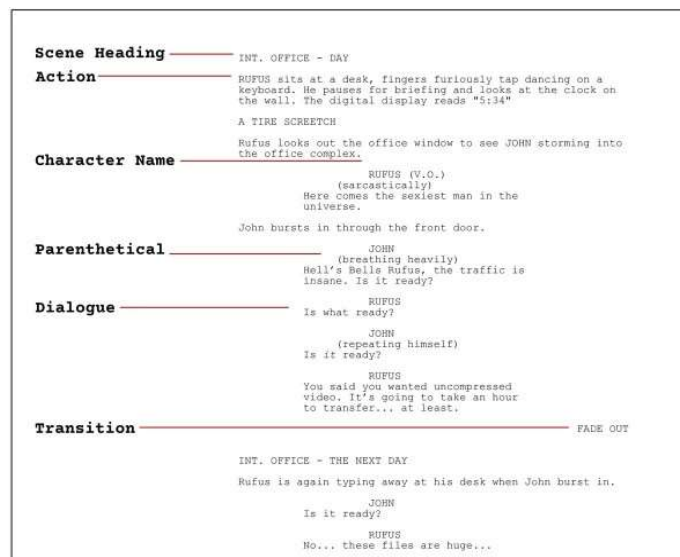 Scene Heading
INT. OFFICE - DAY
Action
RUFUS sits at a desk, fingers furiously tap dancing on a
keyboard. He pauses for briefing and looks at the clock on
the wall. The digital display reads "5:34"
A TIRE SCREETCH
Rufus looks out the office window to see JOHN storming into
the office complex.
Character Name
RUFUS (V.O.)
(sarcastically)
Here comes the sexiest man in the
universe.
John bursts in through the front door.
Parenthetical
JOHN
(breathing heavily)
Hell's Bells Rufus, the traffic is
insane. Is it ready?
Dialogue
RUFUS
Is what ready?
JOHN
(repeating himself)
Is it ready?
RUFUS
You said you wanted uncompressed
video. It's going to take an hour
to transfer... at least.
Transition
FADE OUT
INT. OFFICE - THE NEXT DAY
Rufus is again typing away at his desk when John burst in.
JOHN
Is it ready?
RUFUS
No... these files are huge...